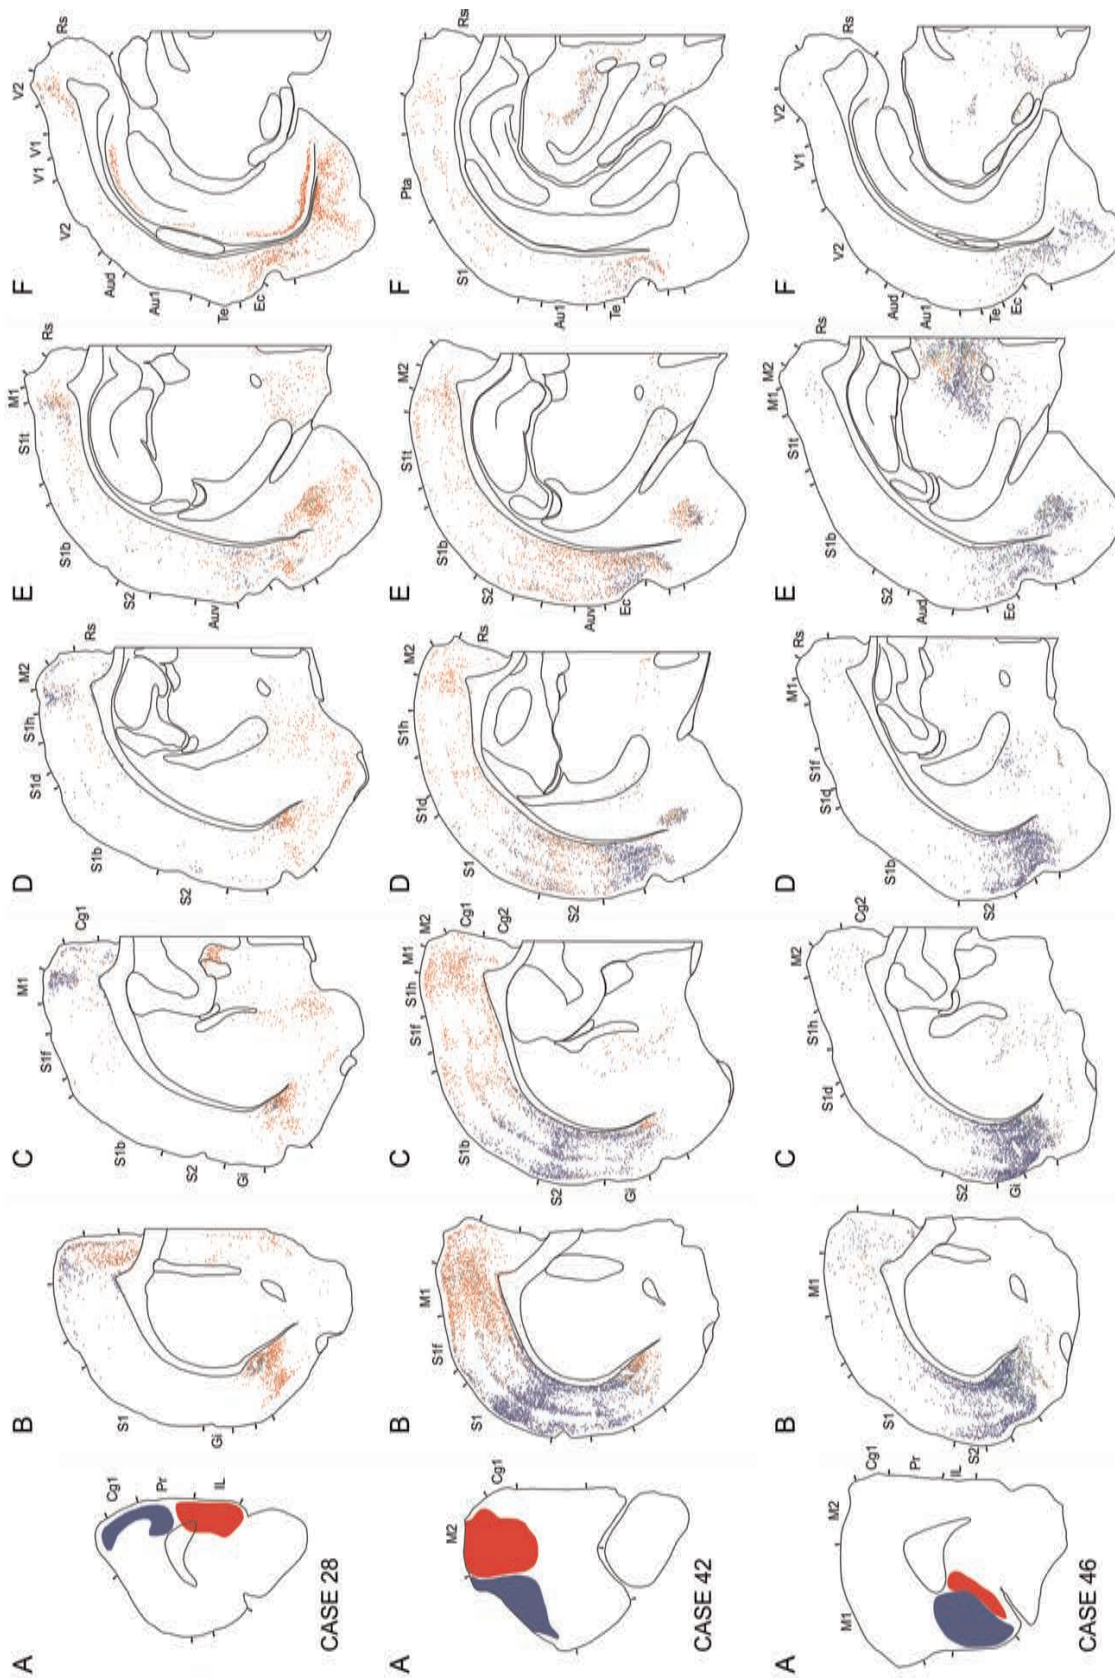 A
Cg1
Pr
IL
CASE 28
B
S1
Gi
C
M1
Cg1
S1f
S1b
S2
Gi
D
M2
Rs
S1h
S1d
S1b
S2
E
M1
Rs
S1t
S1b
S2
Auv
F
V2
Rs
V1
V1
V2
Aud
Au1
Te
Ec
A
M2
Cg1
CASE 42
B
M1
S1f
S1
C
M2
Cg1
Cg2
M1
S1h
S1f
S1b
S2
Gi
D
M2
Rs
S1h
S1d
S1
S2
E
M2
Rs
S1t
S1b
S2
Auv
Ec
F
Rs
Pta
S1
Au1
Te
A
M2
M1
Cg1
Pr
IL
CASE 46
B
M1
S1
S2
C
M2
Cg2
S1h
S1d
S2
Gi
D
M1
Rs
S1f
S1d
S1b
S2
E
M2
M1
Rs
S1t
S1b
S2
Aud
Ec
F
V2
Rs
V1
V2
Aud
Au1
Te
Ec